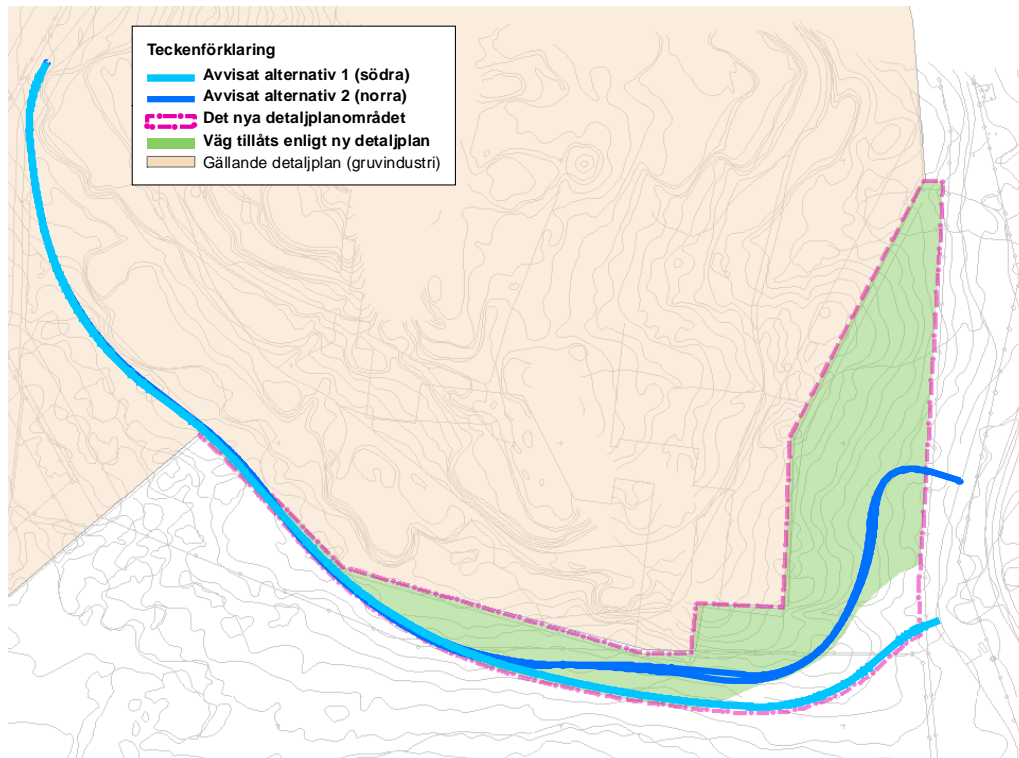 Teckenförklaring
Avvisat alternativ 1 (södra)
Avvisat alternativ 2 (norra)
Det nya detaljplanområdet
Väg tillåts enligt ny detaljplan
Gällande detaljplan (gruvindustri)